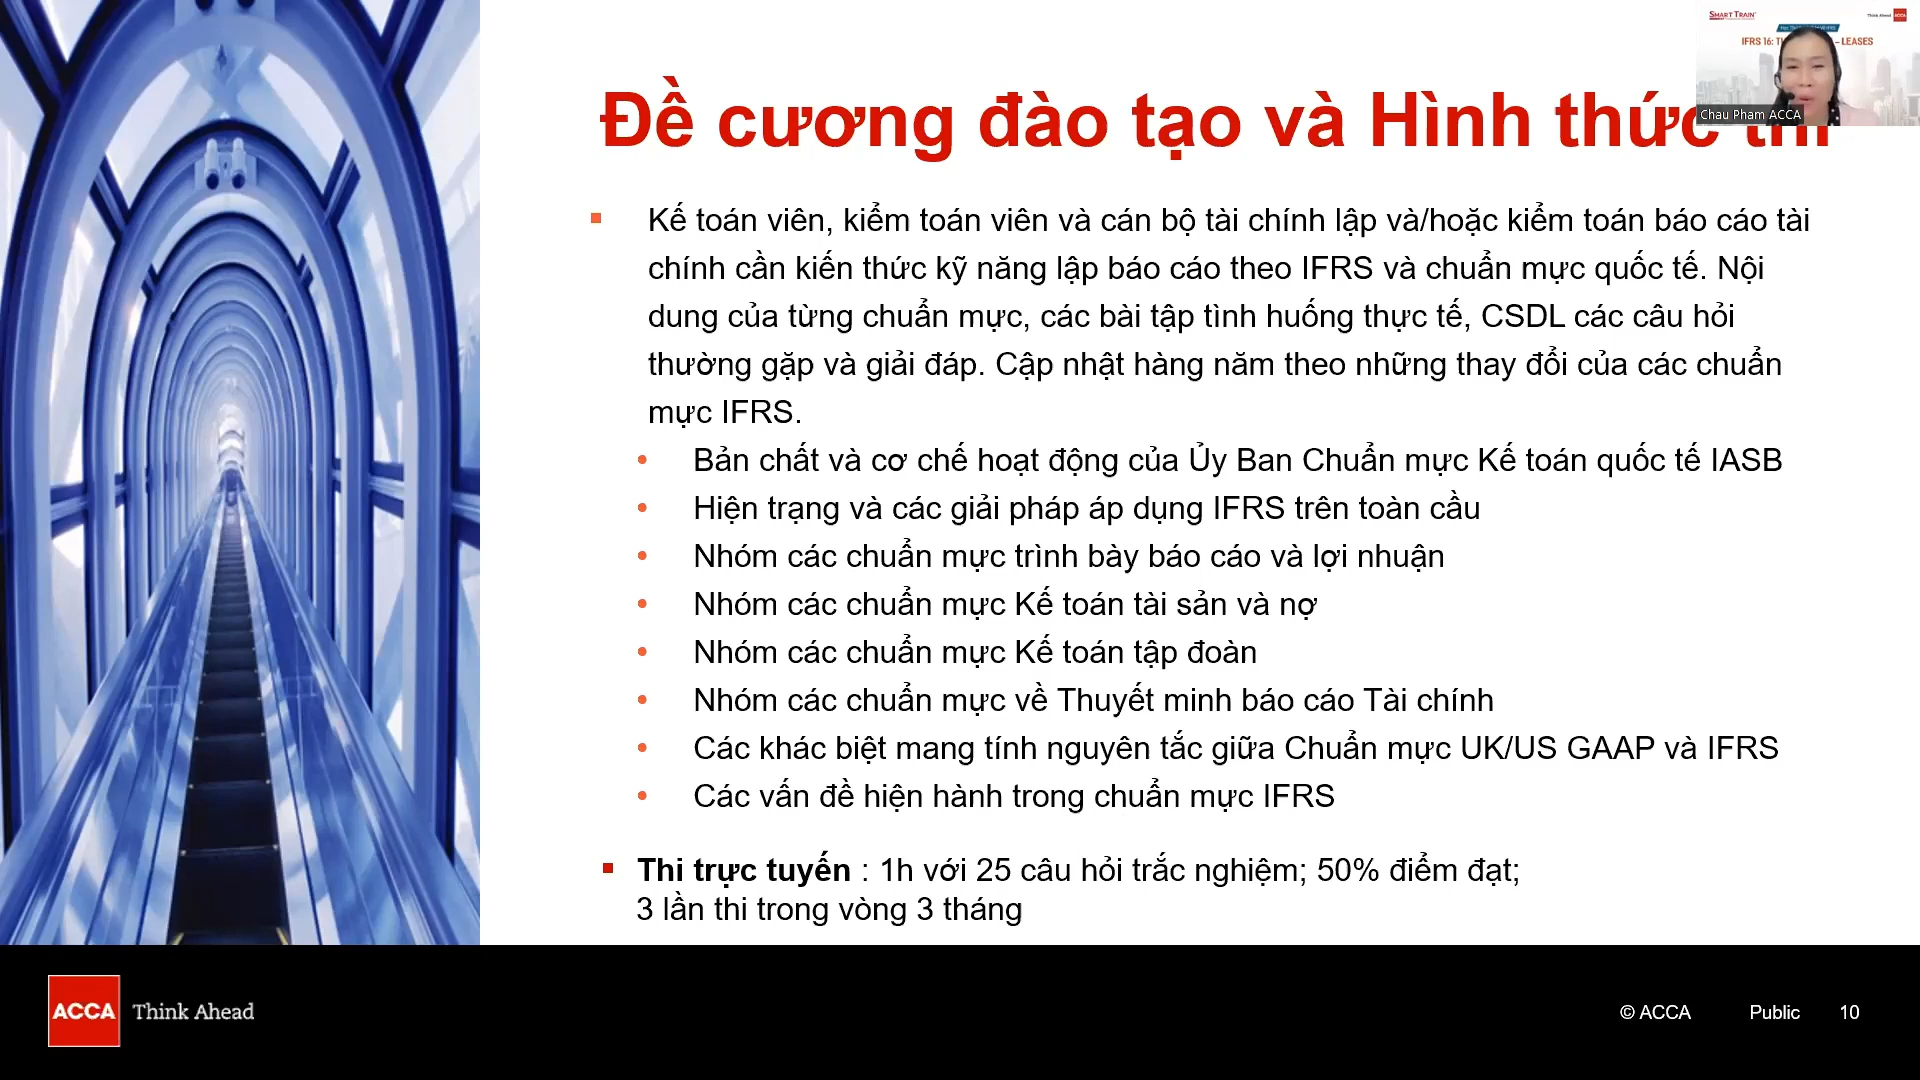 SMART TRAIN
Think Ahead ACCA
IFRS 16: – LEASES
Chau Pham ACCA
Đề cương đào tạo và Hình thức thi
Kế toán viên, kiểm toán viên và cán bộ tài chính lập và/hoặc kiểm toán báo cáo tài
chính cần kiến thức kỹ năng lập báo cáo theo IFRS và chuẩn mực quốc tế. Nội
dung của từng chuẩn mực, các bài tập tình huống thực tế, CSDL các câu hỏi
thường gặp và giải đáp. Cập nhật hàng năm theo những thay đổi của các chuẩn
mực IFRS.
Bản chất và cơ chế hoạt động của Ủy Ban Chuẩn mực Kế toán quốc tế IASB
Hiện trạng và các giải pháp áp dụng IFRS trên toàn cầu
Nhóm các chuẩn mực trình bày báo cáo và lợi nhuận
Nhóm các chuẩn mực Kế toán tài sản và nợ
Nhóm các chuẩn mực Kế toán tập đoàn
Nhóm các chuẩn mực về Thuyết minh báo cáo Tài chính
Các khác biệt mang tính nguyên tắc giữa Chuẩn mực UK/US GAAP và IFRS
Các vấn đề hiện hành trong chuẩn mực IFRS
Thi trực tuyến : 1h với 25 câu hỏi trắc nghiệm; 50% điểm đạt;
3 lần thi trong vòng 3 tháng
ACCA Think Ahead
© ACCA Public 10